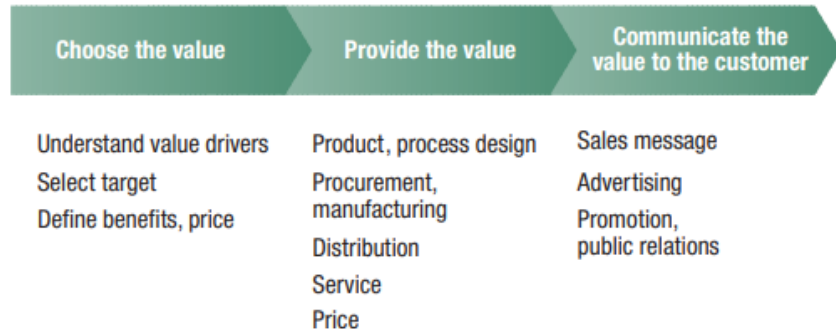 Choose the value
Provide the value
Communicate the
value to the customer
Understand value drivers
Select target
Define benefits, price
Product, process design
Procurement,
manufacturing
Distribution
Service
Price
Sales message
Advertising
Promotion,
public relations